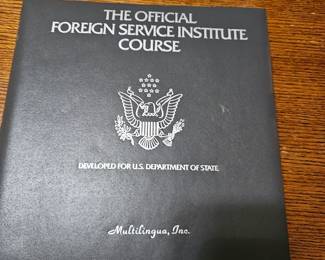 THE OFFICIAL
FOREIGN SERVICE INSTITUTE
COURSE
DEVELOPED FOR U.S. DEPARTMENT OF STATE.
Multilingua, Inc.